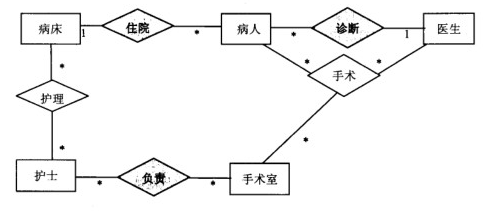 病床 1 住院 * 病人 * 诊断 1 医生
* * *
护理 手术
* *
护士 * 负责 * 手术室